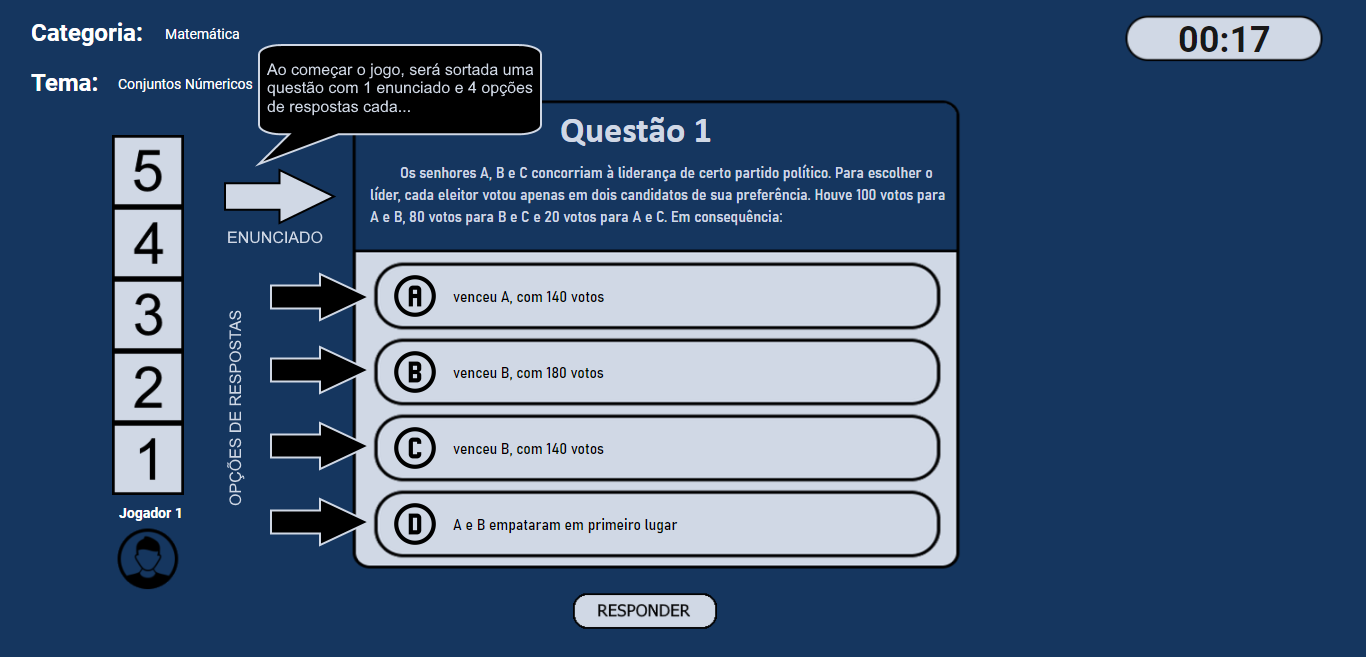 Categoria: Matemática
00:17
Tema: Conjuntos Númericos
Ao começar o jogo, será sortada uma
questão com 1 enunciado e 4 opções
de respostas cada...
Questão 1
Os senhores A, B e C concorriam à liderança de certo partido político. Para escolher o
líder, cada eleitor votou apenas em dois candidatos de sua preferência. Houve 100 votos para
A e B, 80 votos para B e C e 20 votos para A e C. Em consequência:
ENUNCIADO
5
4
3
2
1
Jogador 1
OPÇÕES DE RESPOSTAS
A venceu A, com 140 votos
B venceu B, com 180 votos
C venceu B, com 140 votos
D A e B empataram em primeiro lugar
RESPONDER